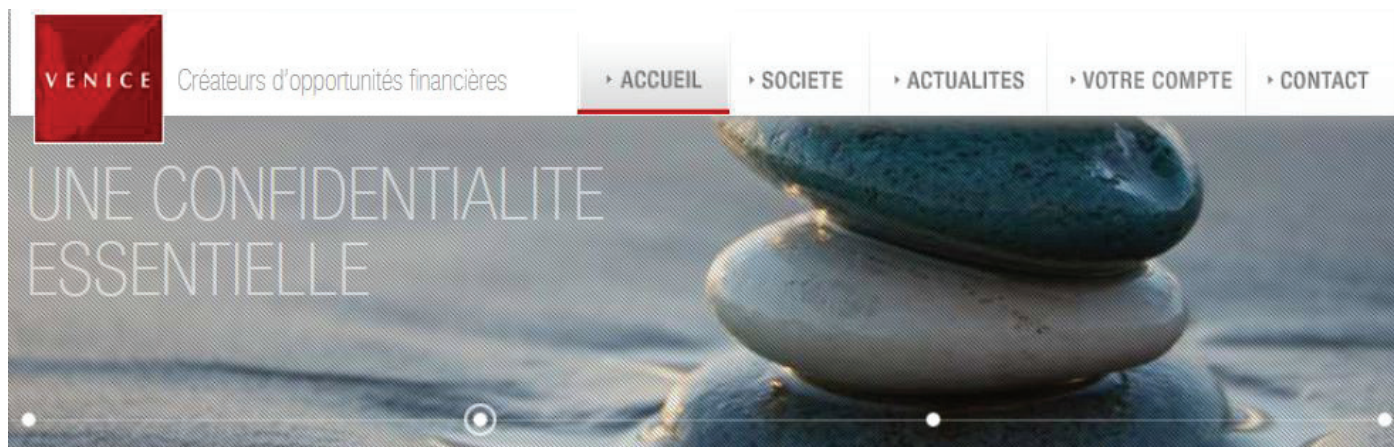 VENICE
Créateurs d'opportunités financières
ACCUEIL
SOCIETE
ACTUALITES
VOTRE COMPTE
CONTACT
UNE CONFIDENTIALITE
ESSENTIELLE